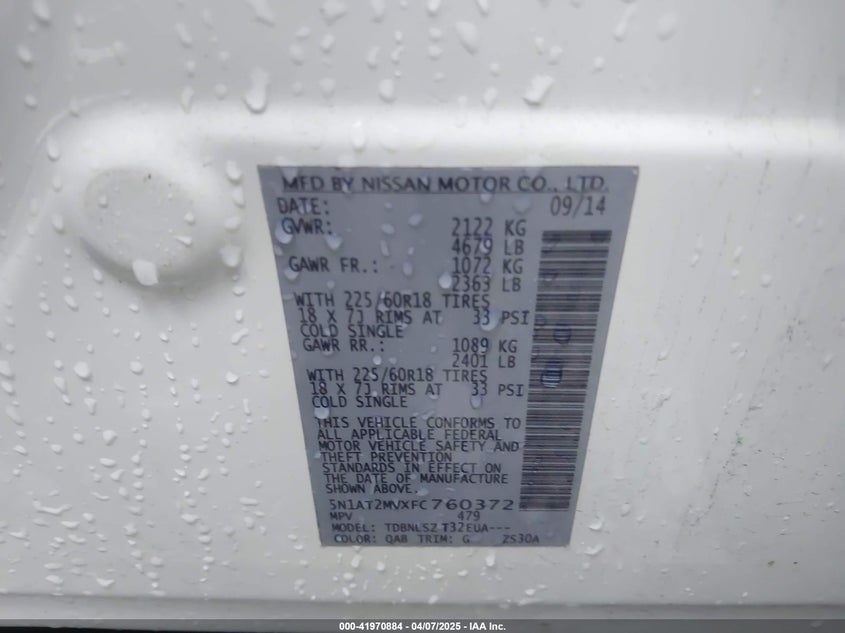 MFD BY NISSAN MOTOR CO., LTD.
DATE: 09/14
GVWR: 2122 KG
4679 LB
GAWR FR.: 1072 KG
2363 LB
WITH 225/60R18 TIRES
18 X 7J RIMS AT 33 PSI
COLD SINGLE
GAWR RR.: 1089 KG
2401 LB
WITH 225/60R18 TIRES
18 X 7J RIMS AT 33 PSI
COLD SINGLE
THIS VEHICLE CONFORMS TO
ALL APPLICABLE FEDERAL
MOTOR VEHICLE SAFETY AND
THEFT PREVENTION
STANDARDS IN EFFECT ON
THE DATE OF MANUFACTURE
SHOWN ABOVE.
5N1AT2MVXFC760372
MPV 479
MODEL: TDBNLSZ T32EUA---
COLOR: QAB TRIM: G ZS30A
000-41970884 - 04/07/2025 - IAA Inc.